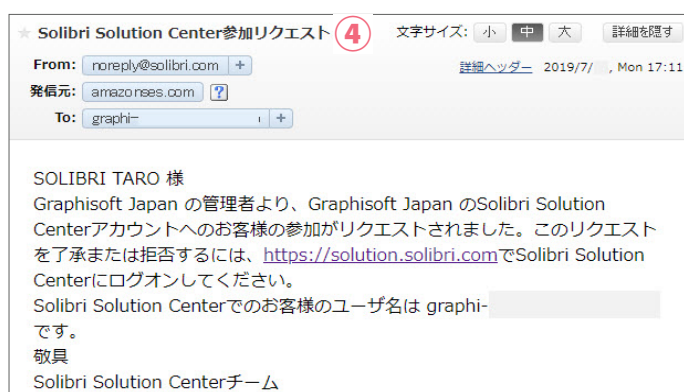 ★ Solibri Solution Center参加リクエスト ④ 文字サイズ: 小 中 大 詳細を隠す
From: noreply@solibri.com + 詳細ヘッダー 2019/7/ , Mon 17:11
発信元: amazonses.com ?
To: graphi- +
SOLIBRI TARO 様
Graphisoft Japan の管理者より、Graphisoft Japan のSolibri Solution
Centerアカウントへのお客様の参加がリクエストされました。このリクエスト
を了承または拒否するには、https://solution.solibri.comでSolibri Solution
Centerにログオンしてください。
Solibri Solution Centerでのお客様のユーザ名は graphi-
です。
敬具
Solibri Solution Centerチーム